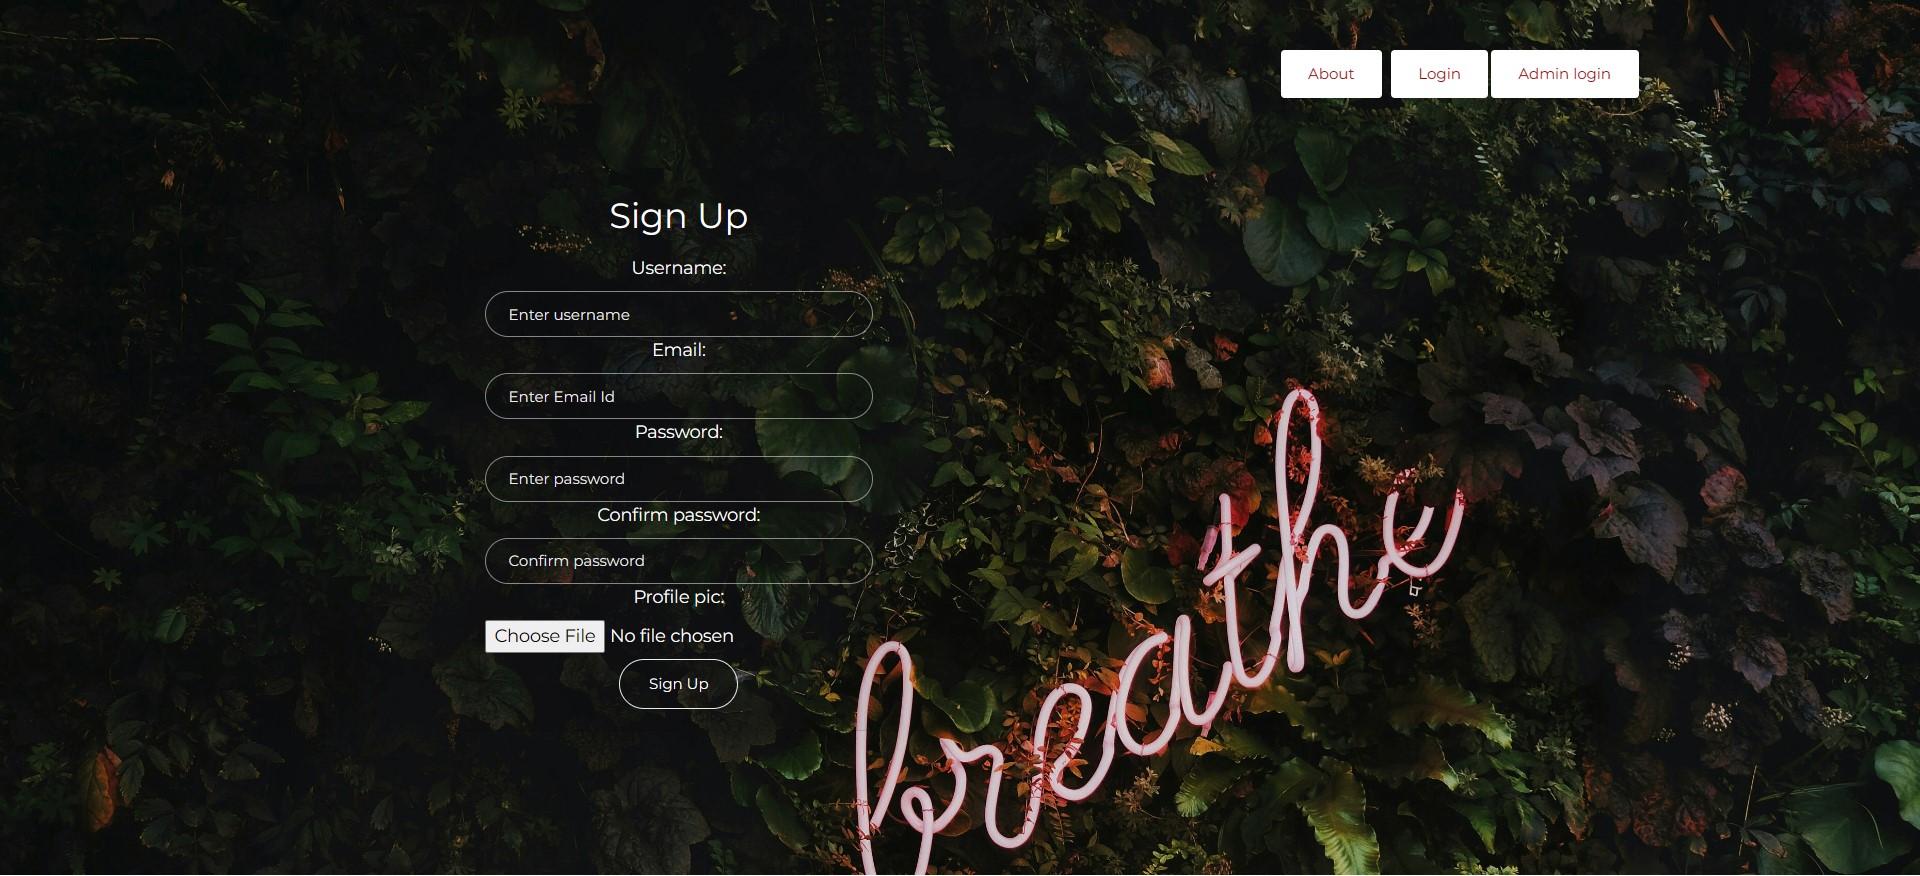 About Login Admin login
Sign Up
Username:
Enter username
Email:
Enter Email Id
Password:
Enter password
Confirm password:
Confirm password
Profile pic:
Choose File No file chosen
Sign Up
breathe